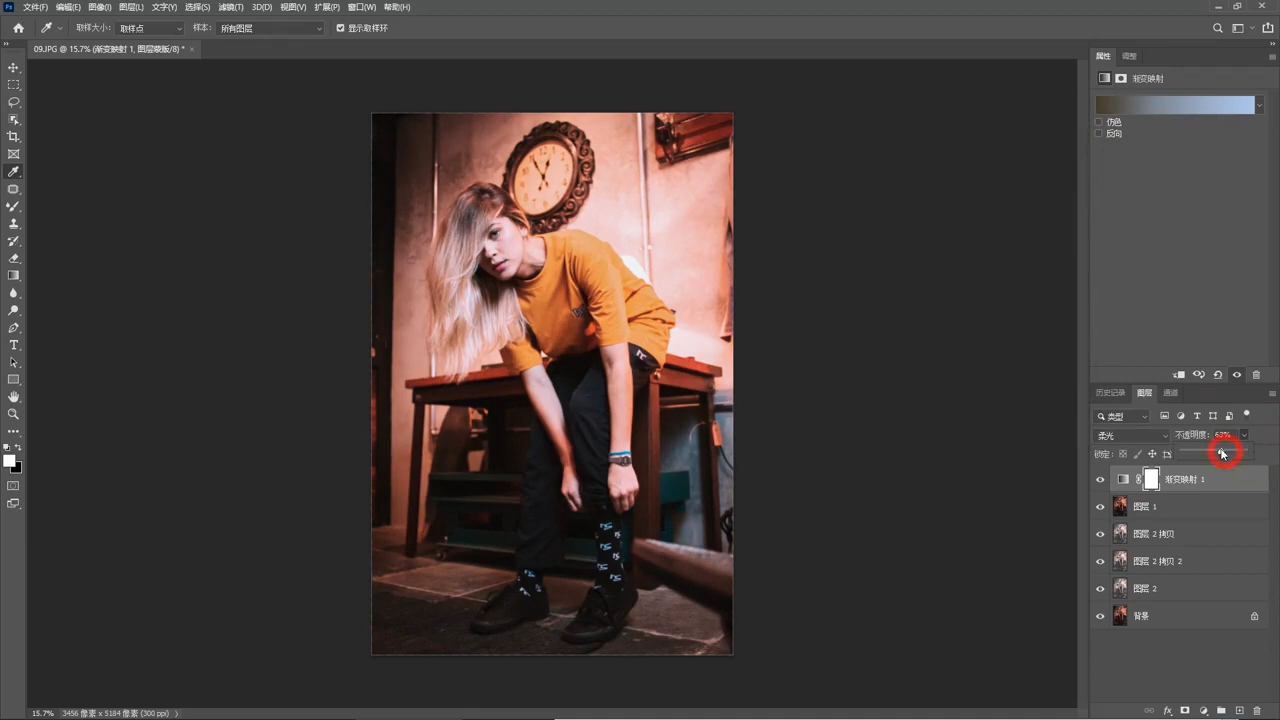 Ps 文件(F) 编辑(E) 图像(I) 图层(L) 文字(Y) 选择(S) 滤镜(T) 3D(D) 视图(V) 扩展(P) 窗口(W) 帮助(H)
取样大小: 取样点 样本: 所有图层 显示取样环
09.JPG @ 15.7% (渐变映射 1, 图层蒙版/8) *
属性 调整
渐变映射
仿色
反向
历史记录 图层 通道
类型
柔光 不透明度: 63%
锁定:
渐变映射 1
图层 1
图层 2 拷贝
图层 2 拷贝 2
图层 2
背景
15.7% 3456 像素 x 5184 像素 (300 ppi)